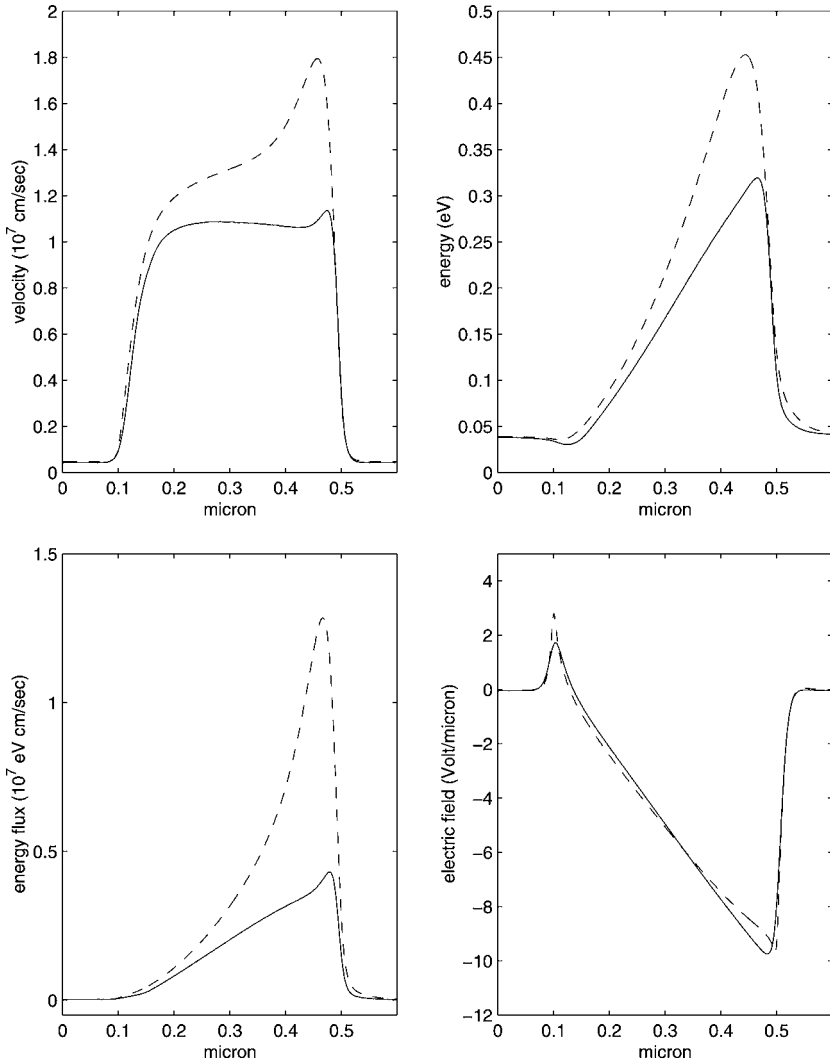 2
1.8
1.6
1.4
1.2
1
0.8
0.6
0.4
0.2
0
velocity (10^7 cm/sec)
0 0.1 0.2 0.3 0.4 0.5
micron
0.45
0.4
0.35
0.3
0.25
0.2
0.15
0.1
0.05
0
energy (eV)
0 0.1 0.2 0.3 0.4 0.5
micron
1.5
1
0.5
0
energy flux (10^7 eV cm/sec)
0 0.1 0.2 0.3 0.4 0.5
micron
4
2
0
−2
−4
−6
−8
−10
−12
electric field (Volt/micron)
0 0.1 0.2 0.3 0.4 0.5
micron